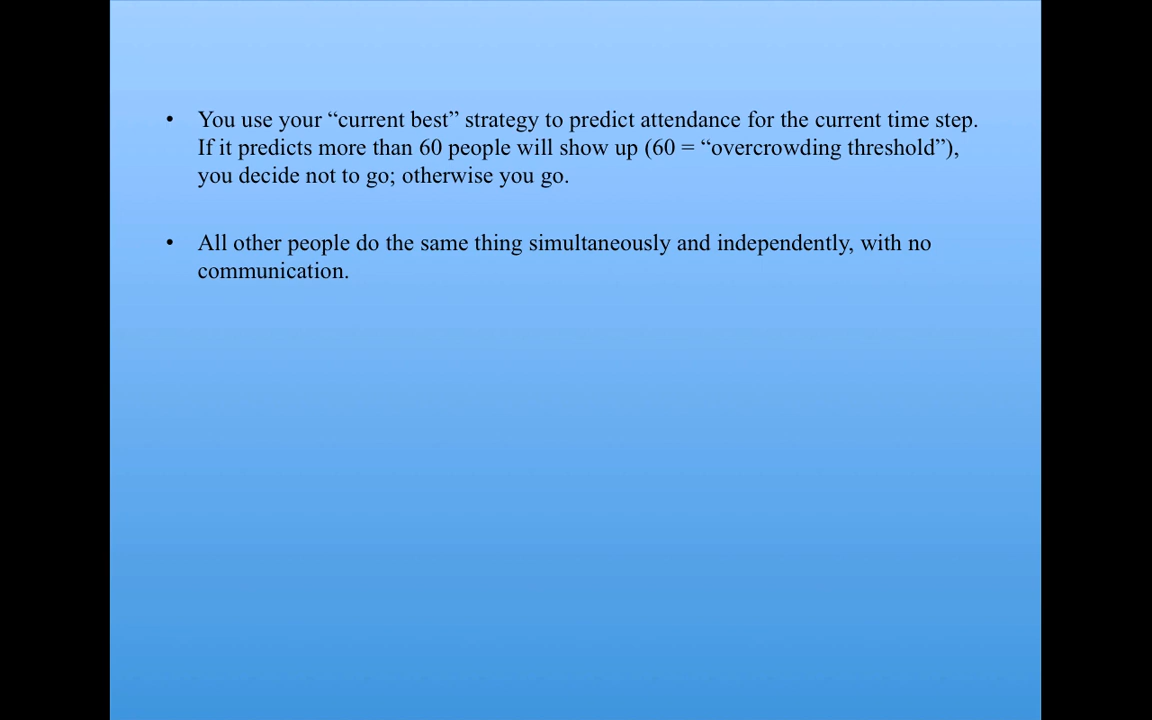 • You use your “current best” strategy to predict attendance for the current time step.
If it predicts more than 60 people will show up (60 = “overcrowding threshold”),
you decide not to go; otherwise you go.
• All other people do the same thing simultaneously and independently, with no
communication.